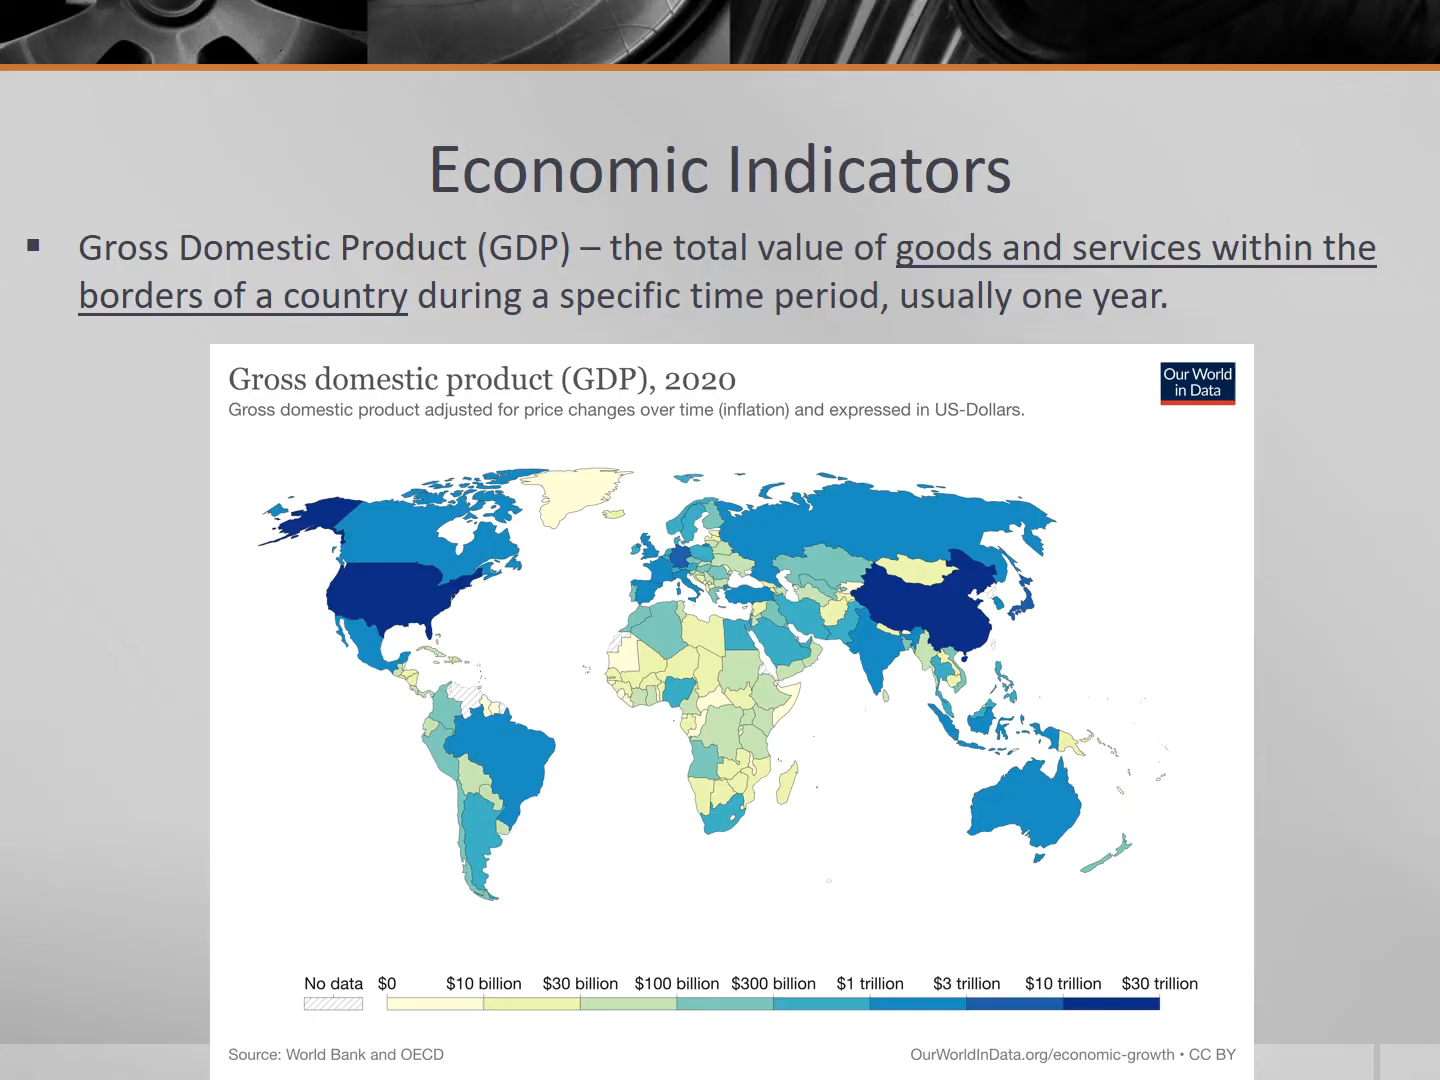 Economic Indicators
▪ Gross Domestic Product (GDP) – the total value of goods and services within the
borders of a country during a specific time period, usually one year.
Gross domestic product (GDP), 2020
Gross domestic product adjusted for price changes over time (inflation) and expressed in US-Dollars.
Our World
in Data
No data $0 $10 billion $30 billion $100 billion $300 billion $1 trillion $3 trillion $10 trillion $30 trillion
Source: World Bank and OECD
OurWorldInData.org/economic-growth • CC BY